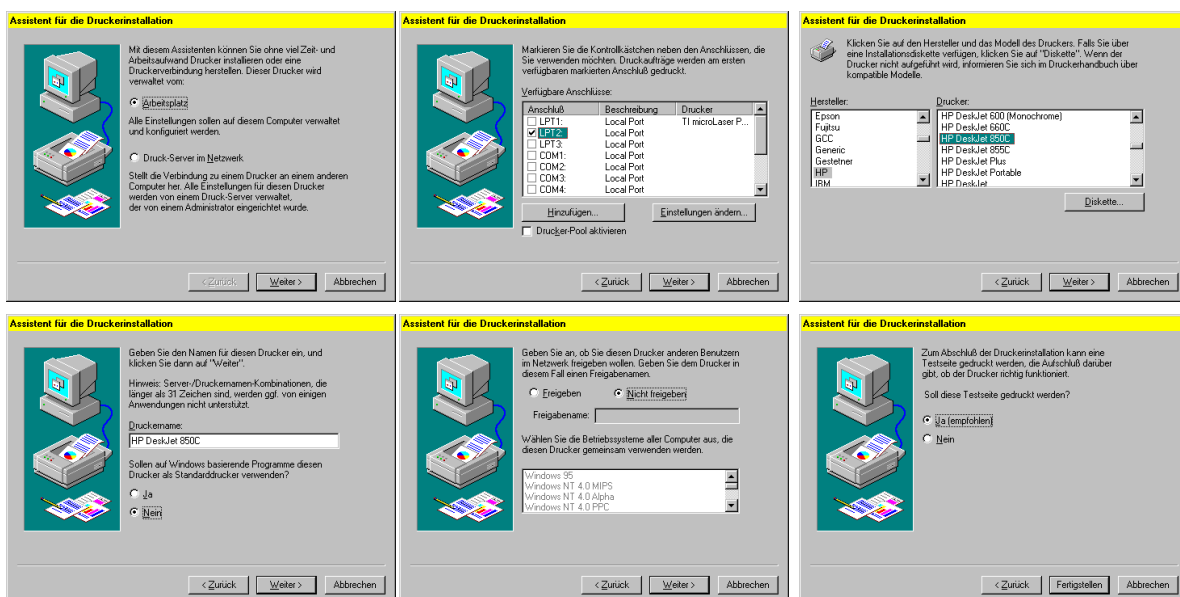 Assistent für die Druckerinstallation
Mit diesem Assistenten können Sie ohne viel Zeit- und
Arbeitsaufwand Drucker installieren oder eine
Druckerverbindung herstellen. Dieser Drucker wird
verwaltet vom:
Arbeitsplatz
Alle Einstellungen sollen auf diesem Computer verwaltet
und konfiguriert werden.
Druck-Server im Netzwerk
Stellt die Verbindung zu einem Drucker an einem anderen
Computer her. Alle Einstellungen für diesen Drucker
werden von einem Druck-Server verwaltet,
der von einem Administrator eingerichtet wurde.
< Zurück Weiter > Abbrechen
Assistent für die Druckerinstallation
Markieren Sie die Kontrollkästchen neben den Anschlüssen, die
Sie verwenden möchten. Druckaufträge werden am ersten
verfügbaren markierten Anschluß gedruckt.
Verfügbare Anschlüsse:
Anschluß Beschreibung Drucker
LPT1: Local Port TI microLaser P...
LPT2: Local Port
LPT3: Local Port
COM1: Local Port
COM2: Local Port
COM3: Local Port
COM4: Local Port
Hinzufügen... Einstellungen ändern...
Drucker-Pool aktivieren
< Zurück Weiter > Abbrechen
Assistent für die Druckerinstallation
Klicken Sie auf den Hersteller und das Modell des Druckers. Falls Sie über
eine Installationsdiskette verfügen, klicken Sie auf "Diskette". Wenn der
Drucker nicht aufgeführt wird, informieren Sie sich im Druckerhandbuch über
kompatible Modelle.
Hersteller: Drucker:
Epson HP DeskJet 600 (Monochrome)
Fujitsu HP DeskJet 660C
GCC HP DeskJet 850C
Generic HP DeskJet 855C
Gestetner HP DeskJet Plus
HP HP DeskJet Portable
IBM HP DeskJet
Diskette...
< Zurück Weiter > Abbrechen
Assistent für die Druckerinstallation
Geben Sie den Namen für diesen Drucker ein, und
klicken Sie dann auf "Weiter".
Hinweis: Server-/Druckernamen-Kombinationen, die
länger als 31 Zeichen sind, werden ggf. von einigen
Anwendungen nicht unterstützt.
Druckername:
HP DeskJet 850C
Sollen auf Windows basierende Programme diesen
Drucker als Standarddrucker verwenden?
Ja
Nein
< Zurück Weiter > Abbrechen
Assistent für die Druckerinstallation
Geben Sie an, ob Sie diesen Drucker anderen Benutzern
im Netzwerk freigeben wollen. Geben Sie dem Drucker in
diesem Fall einen Freigabenamen.
Freigeben Nicht freigeben
Freigabename:
Wählen Sie die Betriebssysteme aller Computer aus, die
diesen Drucker gemeinsam verwenden werden.
Windows 95
Windows NT 4.0 MIPS
Windows NT 4.0 Alpha
Windows NT 4.0 PPC
< Zurück Weiter > Abbrechen
Assistent für die Druckerinstallation
Zum Abschluß der Druckerinstallation kann eine
Testseite gedruckt werden, die Aufschluß darüber
gibt, ob der Drucker richtig funktioniert.
Soll diese Testseite gedruckt werden?
Ja (empfohlen)
Nein
< Zurück Fertigstellen Abbrechen